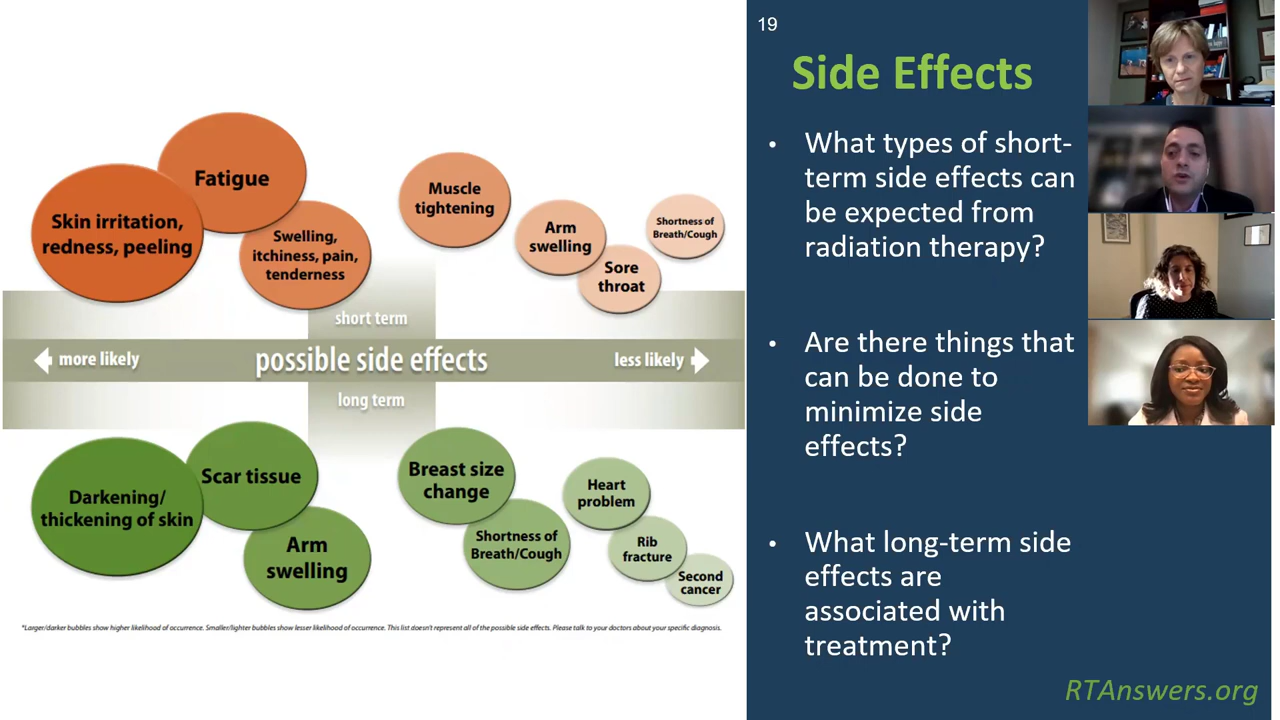 Fatigue
Skin irritation,
redness, peeling
Swelling,
itchiness, pain,
tenderness
Muscle
tightening
Arm
swelling
Sore
throat
Shortness of
Breath/Cough
short term
more likely
possible side effects
less likely
long term
Darkening/
thickening of skin
Scar tissue
Arm
swelling
Breast size
change
Shortness of
Breath/Cough
Heart
problem
Rib
fracture
Second
cancer
*Larger/darker bubbles show higher likelihood of occurrence. Smaller/lighter bubbles show lesser likelihood of occurrence. This list doesn't represent all of the possible side effects. Please talk to your doctors about your specific diagnosis.
19
Side Effects
• What types of short-
term side effects can
be expected from
radiation therapy?
• Are there things that
can be done to
minimize side
effects?
• What long-term side
effects are
associated with
treatment?
RTAnswers.org